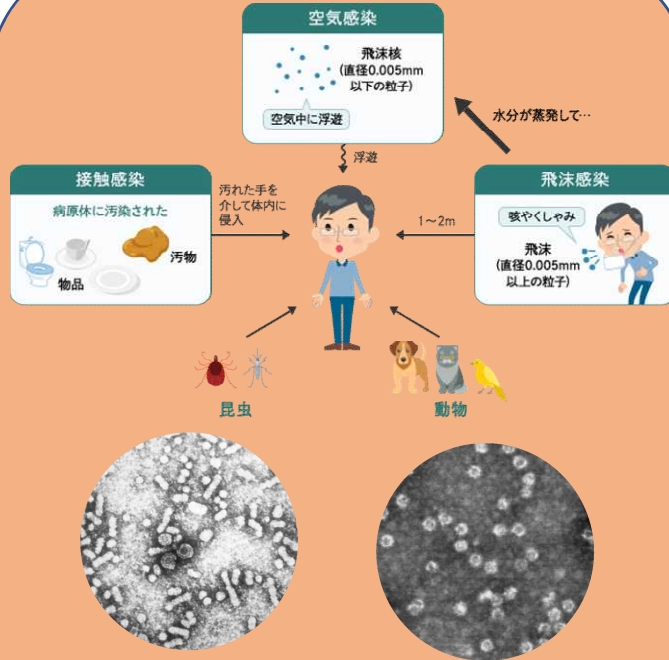 空気感染
飛沫核
(直径0.005mm
以下の粒子)
空気中に浮遊
浮遊
水分が蒸発して…
接触感染
病原体に汚染された
汚物
物品
汚れた手を
介して体内に
侵入
1〜2m
飛沫感染
咳やくしゃみ
飛沫
(直径0.005mm
以上の粒子)
昆虫
動物